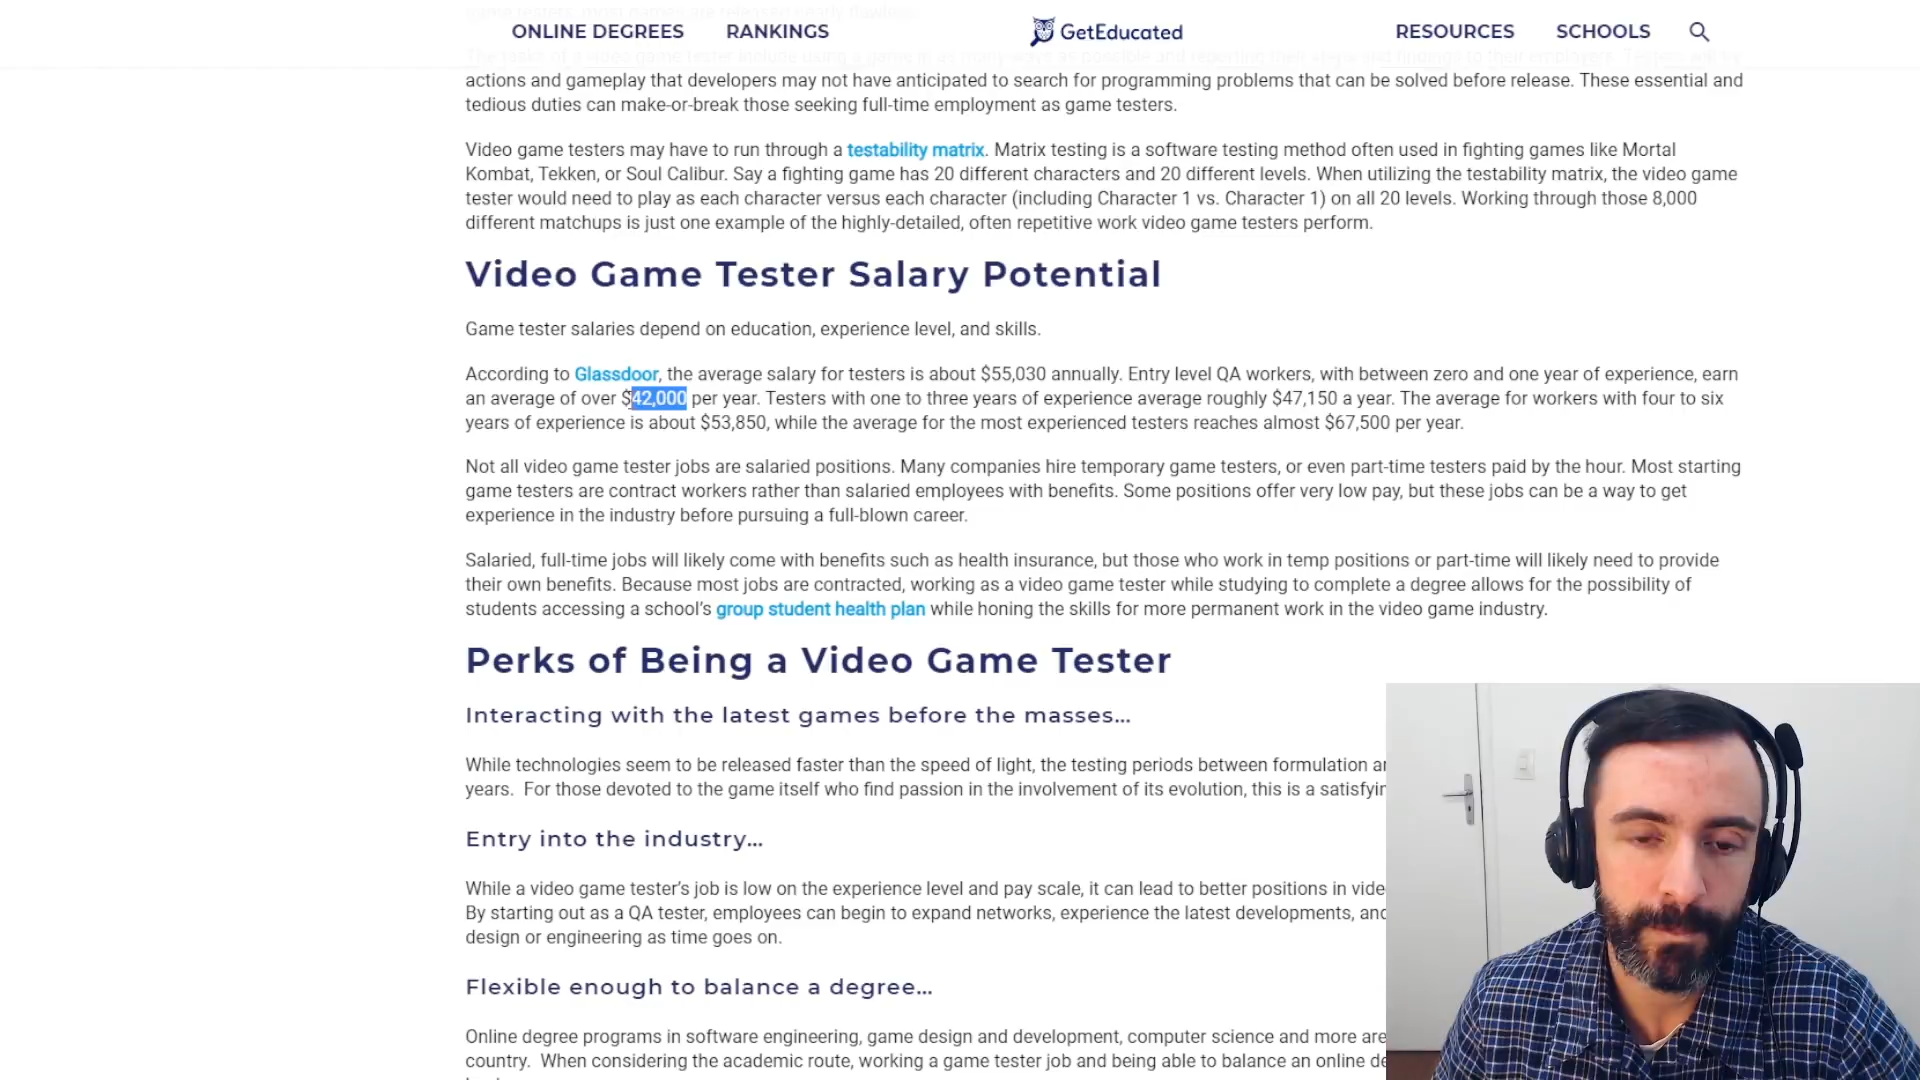 ONLINE DEGREES RANKINGS GetEducated RESOURCES SCHOOLS
actions and gameplay that developers may not have anticipated to search for programming problems that can be solved before release. These essential and
tedious duties can make-or-break those seeking full-time employment as game testers.
Video game testers may have to run through a testability matrix. Matrix testing is a software testing method often used in fighting games like Mortal
Kombat, Tekken, or Soul Calibur. Say a fighting game has 20 different characters and 20 different levels. When utilizing the testability matrix, the video game
tester would need to play as each character versus each character (including Character 1 vs. Character 1) on all 20 levels. Working through those 8,000
different matchups is just one example of the highly-detailed, often repetitive work video game testers perform.
Video Game Tester Salary Potential
Game tester salaries depend on education, experience level, and skills.
According to Glassdoor, the average salary for testers is about $55,030 annually. Entry level QA workers, with between zero and one year of experience, earn
an average of over $42,000 per year. Testers with one to three years of experience average roughly $47,150 a year. The average for workers with four to six
years of experience is about $53,850, while the average for the most experienced testers reaches almost $67,500 per year.
Not all video game tester jobs are salaried positions. Many companies hire temporary game testers, or even part-time testers paid by the hour. Most starting
game testers are contract workers rather than salaried employees with benefits. Some positions offer very low pay, but these jobs can be a way to get
experience in the industry before pursuing a full-blown career.
Salaried, full-time jobs will likely come with benefits such as health insurance, but those who work in temp positions or part-time will likely need to provide
their own benefits. Because most jobs are contracted, working as a video game tester while studying to complete a degree allows for the possibility of
students accessing a school’s group student health plan while honing the skills for more permanent work in the video game industry.
Perks of Being a Video Game Tester
Interacting with the latest games before the masses…
While technologies seem to be released faster than the speed of light, the testing periods between formulation
years. For those devoted to the game itself who find passion in the involvement of its evolution, this is a
Entry into the industry…
While a video game tester’s job is low on the experience level and pay scale, it can lead to better positions in
By starting out as a QA tester, employees can begin to expand networks, experience the latest developments,
design or engineering as time goes on.
Flexible enough to balance a degree…
Online degree programs in software engineering, game design and development, computer science and more are
country. When considering the academic route, working a game tester job and being able to balance an online